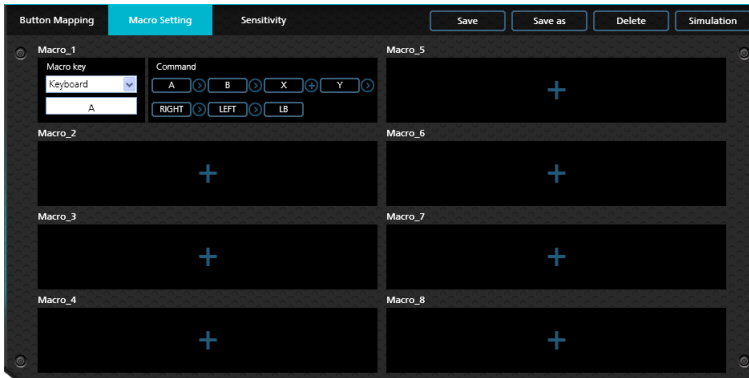 Button Mapping Macro Setting Sensitivity Save Save as Delete Simulation
Macro_1
Macro key Command
Keyboard A B X Y
A RIGHT LEFT LB
Macro_2
Macro_3
Macro_4
Macro_5
Macro_6
Macro_7
Macro_8